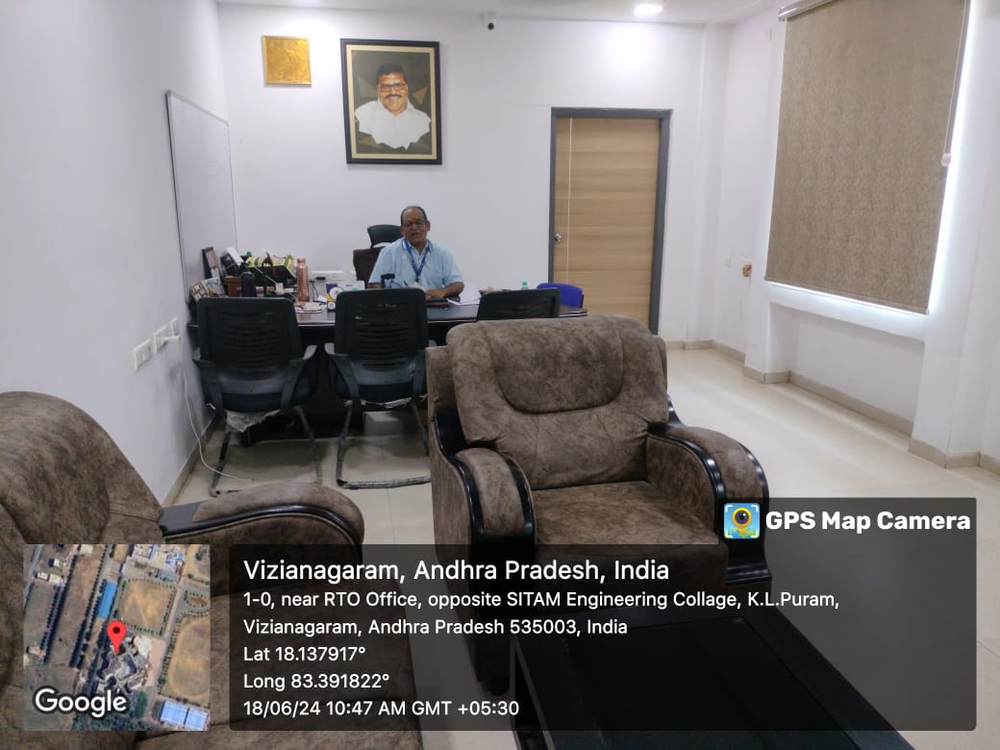 GPS Map Camera
Vizianagaram, Andhra Pradesh, India
1-0, near RTO Office, opposite SITAM Engineering Collage, K.L.Puram,
Vizianagaram, Andhra Pradesh 535003, India
Lat 18.137917°
Long 83.391822°
18/06/24 10:47 AM GMT +05:30
Google